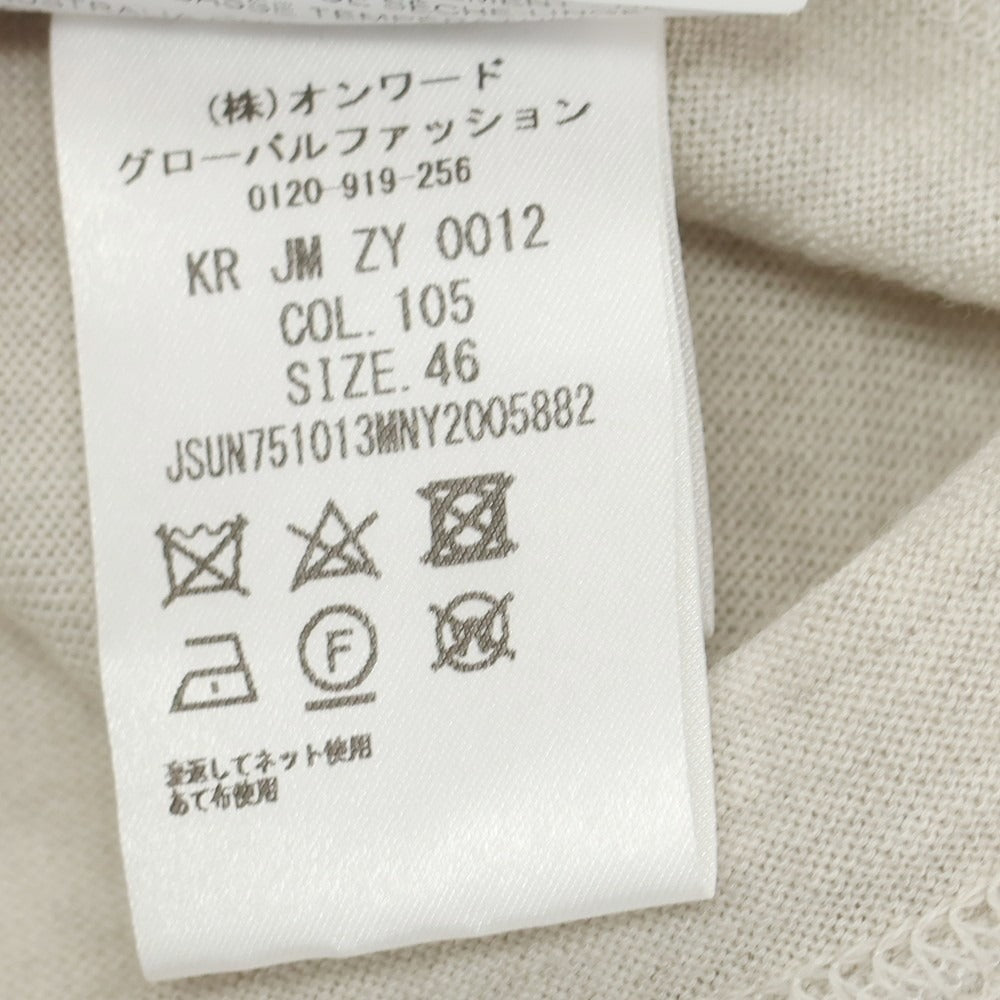 (株)オンワード
グローバルファッション
0120-919-256
KR JM ZY 0012
COL. 105
SIZE. 46
JSUN751013MNY2005882
F
W
裏返してネット使用
あて布使用